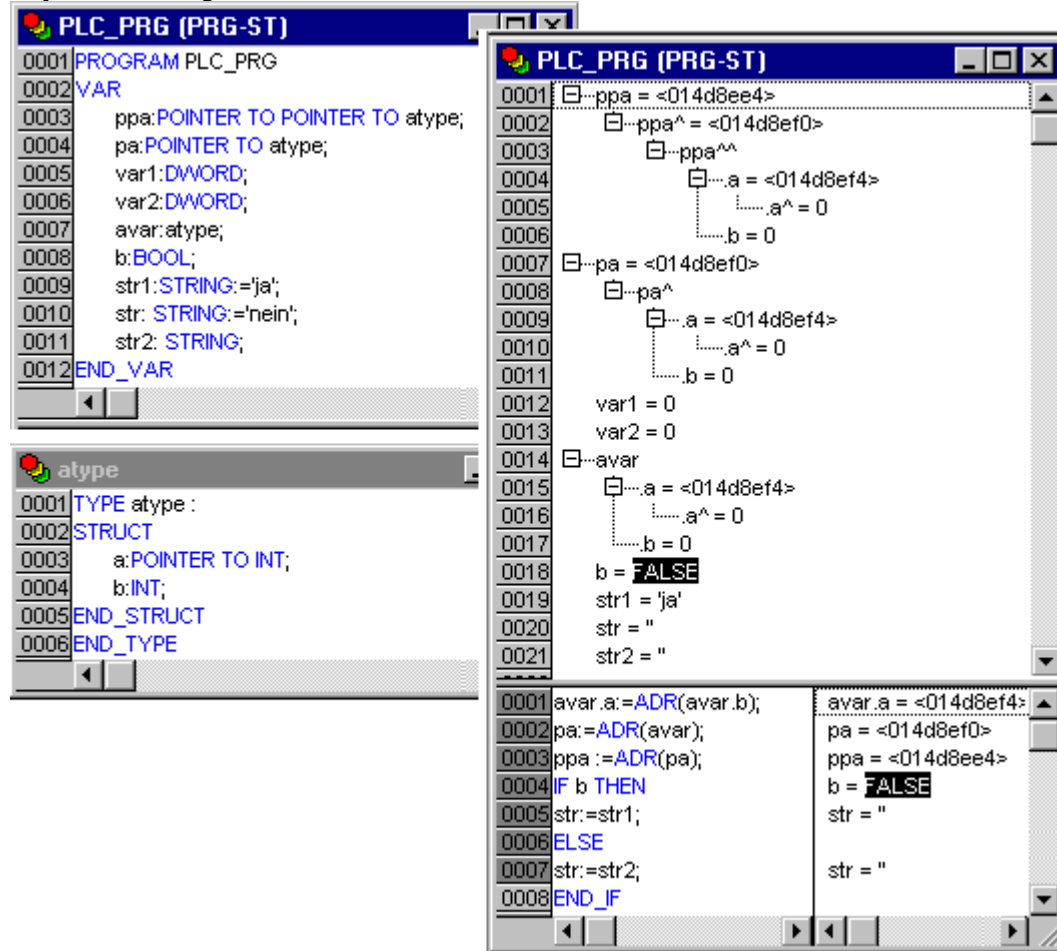 PLC_PRG (PRG-ST)
0001 PROGRAM PLC_PRG
0002 VAR
0003 ppa:POINTER TO POINTER TO atype;
0004 pa:POINTER TO atype;
0005 var1:DWORD;
0006 var2:DWORD;
0007 avar:atype;
0008 b:BOOL;
0009 str1:STRING:='ja';
0010 str: STRING:='nein';
0011 str2: STRING;
0012 END_VAR
atype
0001 TYPE atype :
0002 STRUCT
0003 a:POINTER TO INT;
0004 b:INT;
0005 END_STRUCT
0006 END_TYPE
PLC_PRG (PRG-ST)
0001 ppa = <014d8ee4>
0002 ppa^ = <014d8ef0>
0003 ppa^^
0004 .a = <014d8ef4>
0005 .a^ = 0
0006 .b = 0
0007 pa = <014d8ef0>
0008 pa^
0009 .a = <014d8ef4>
0010 .a^ = 0
0011 .b = 0
0012 var1 = 0
0013 var2 = 0
0014 avar
0015 .a = <014d8ef4>
0016 .a^ = 0
0017 .b = 0
0018 b = FALSE
0019 str1 = 'ja'
0020 str = ''
0021 str2 = ''
0001 avar.a:=ADR(avar.b); avar.a = <014d8ef4>
0002 pa:=ADR(avar); pa = <014d8ef0>
0003 ppa :=ADR(pa); ppa = <014d8ee4>
0004 IF b THEN b = FALSE
0005 str:=str1; str = ''
0006 ELSE
0007 str:=str2; str = ''
0008 END_IF